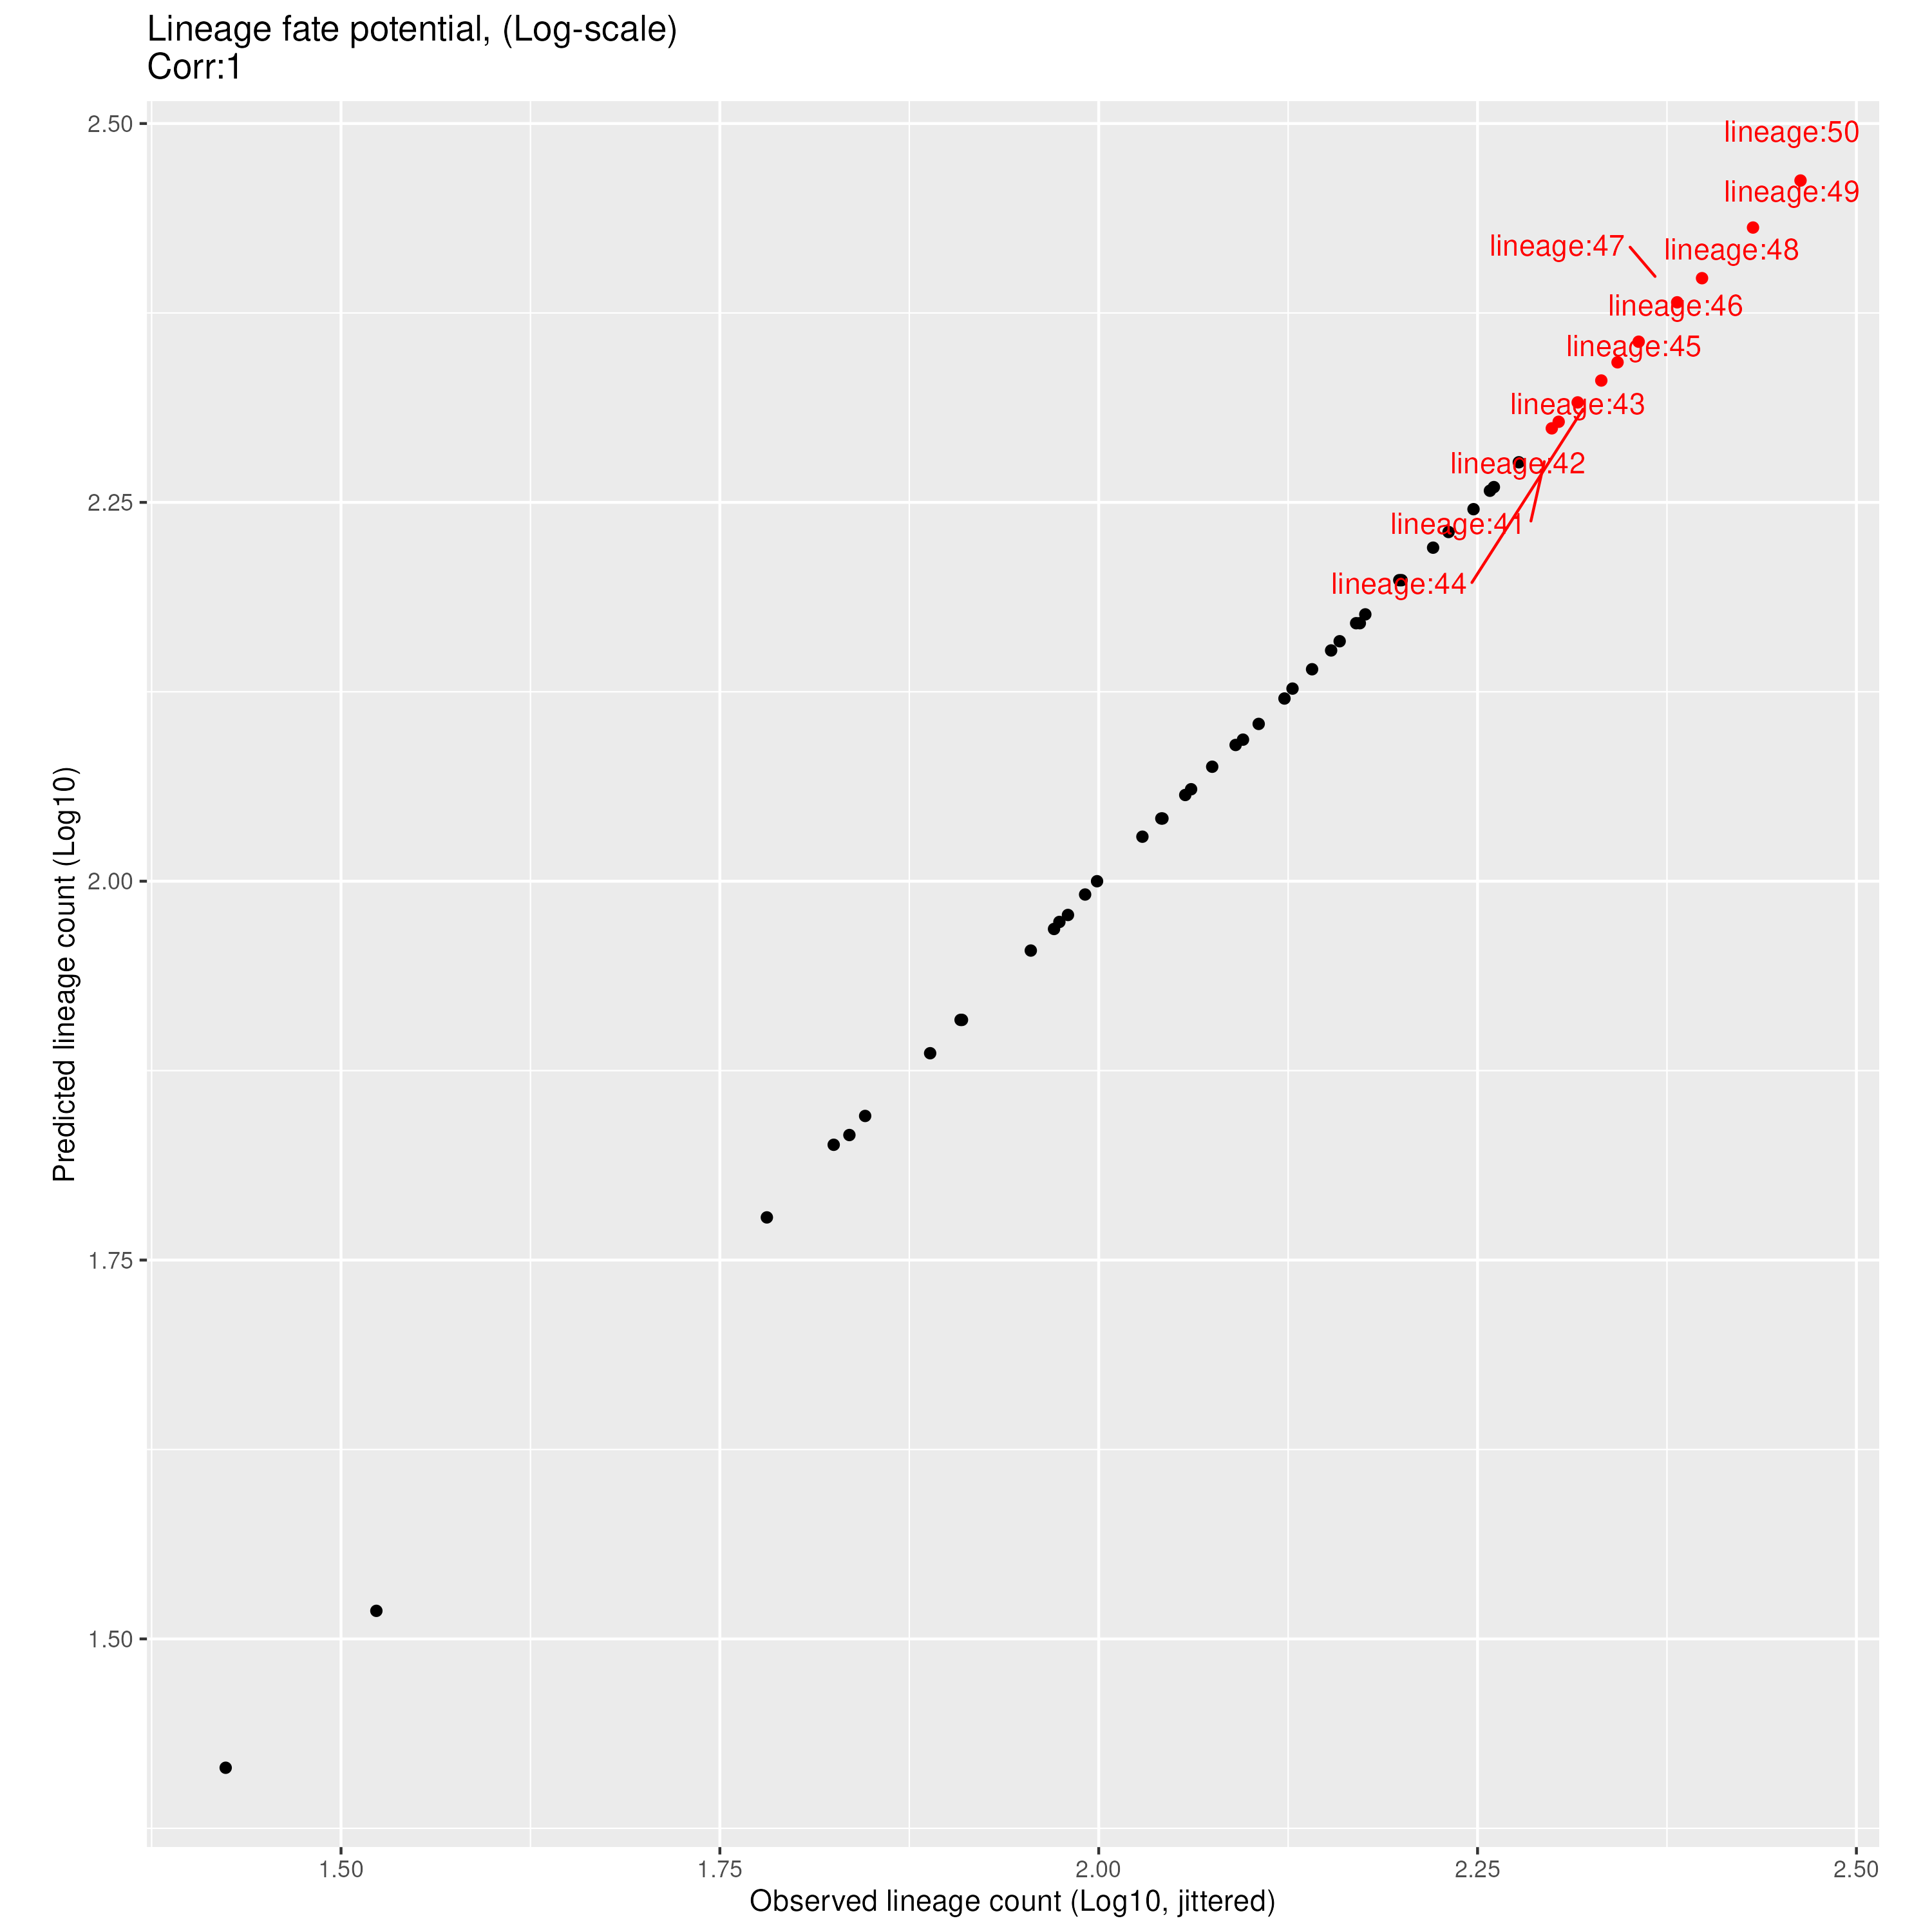 Lineage fate potential, (Log-scale)
Corr:1
2.50
2.25
2.00
1.75
1.50
Predicted lineage count (Log10)
lineage:50
lineage:49
lineage:47
lineage:48
lineage:46
lineage:45
lineage:43
lineage:42
lineage:41
lineage:44
1.50
1.75
2.00
2.25
2.50
Observed lineage count (Log10, jittered)